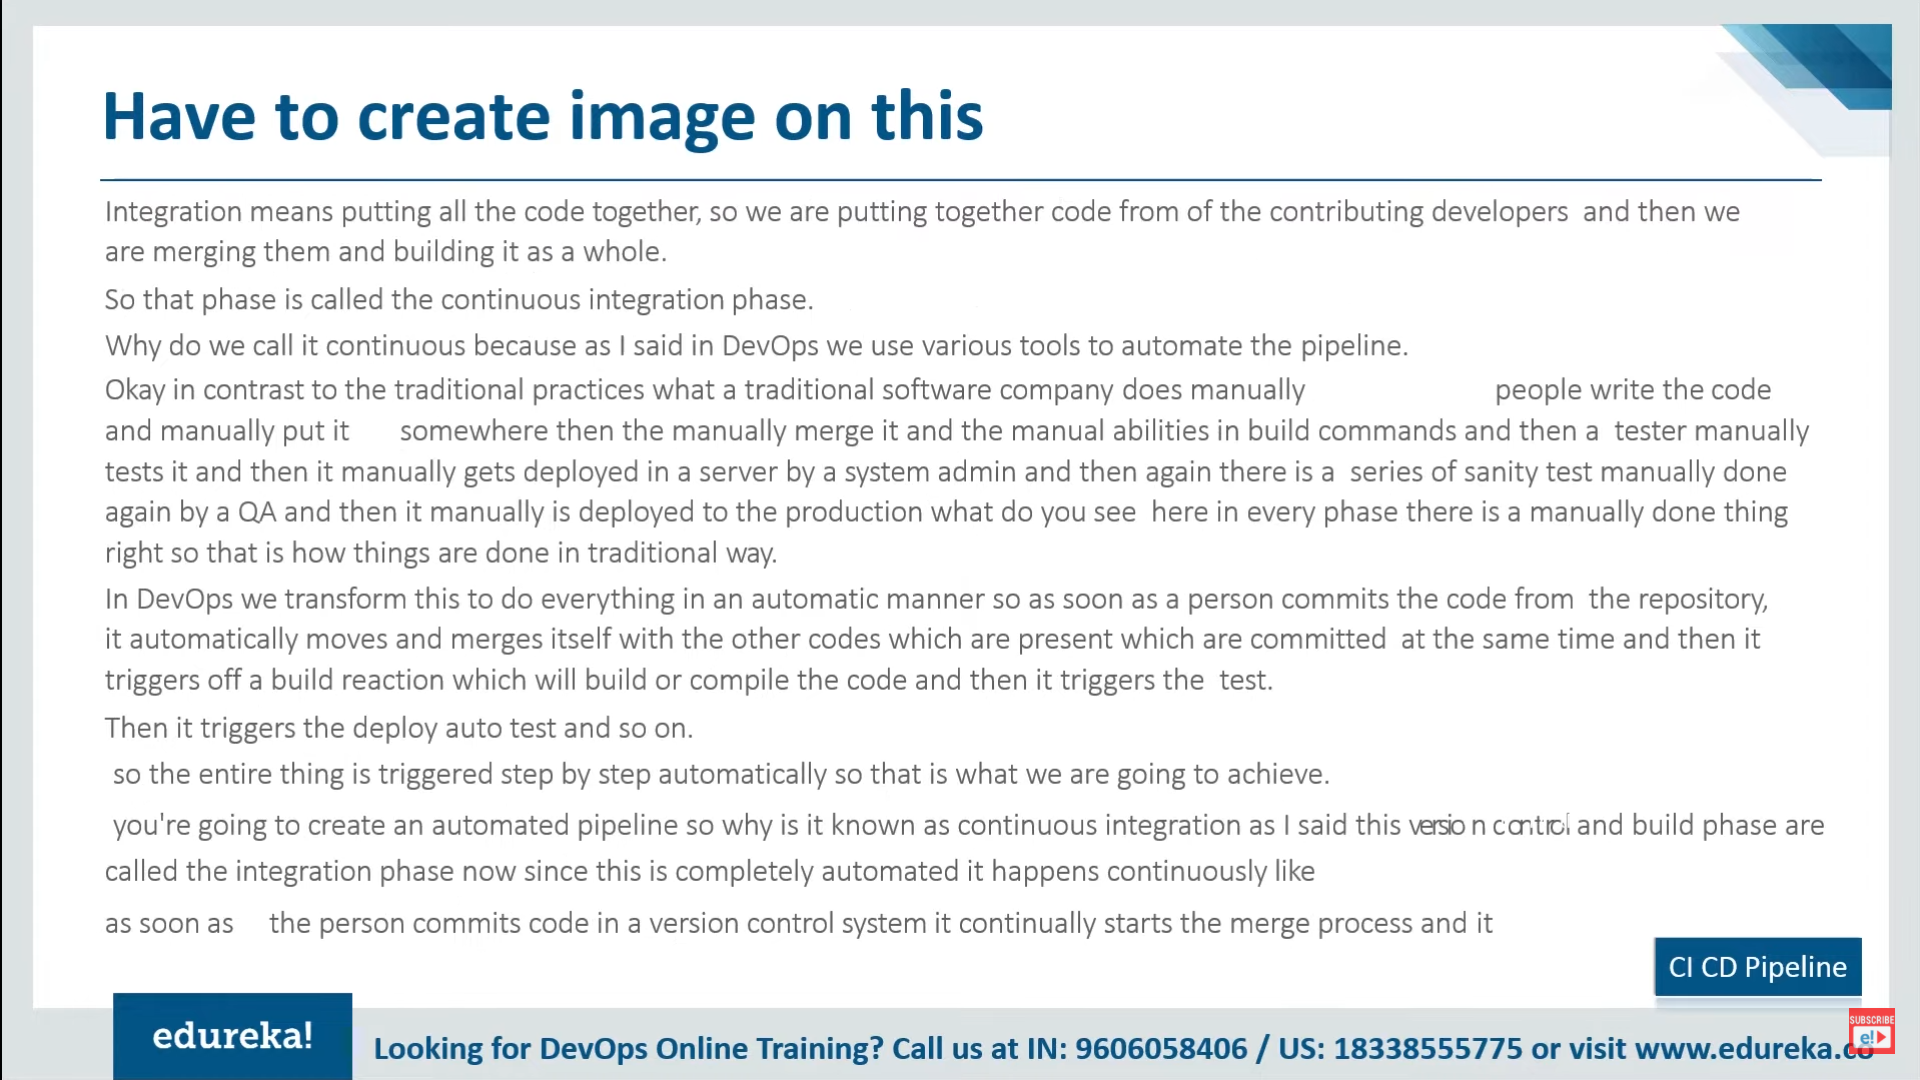 Have to create image on this
Integration means putting all the code together, so we are putting together code from of the contributing developers and then we
are merging them and building it as a whole.
So that phase is called the continuous integration phase.
Why do we call it continuous because as I said in DevOps we use various tools to automate the pipeline.
Okay in contrast to the traditional practices what a traditional software company does manually people write the code
and manually put it somewhere then the manually merge it and the manual abilities in build commands and then a tester manually
tests it and then it manually gets deployed in a server by a system admin and then again there is a series of sanity test manually done
again by a QA and then it manually is deployed to the production what do you see here in every phase there is a manually done thing
right so that is how things are done in traditional way.
In DevOps we transform this to do everything in an automatic manner so as soon as a person commits the code from the repository,
it automatically moves and merges itself with the other codes which are present which are committed at the same time and then it
triggers off a build reaction which will build or compile the code and then it triggers the test.
Then it triggers the deploy auto test and so on.
so the entire thing is triggered step by step automatically so that is what we are going to achieve.
you're going to create an automated pipeline so why is it known as continuous integration as I said this version control and build phase are
called the integration phase now since this is completely automated it happens continuously like
as soon as the person commits code in a version control system it continually starts the merge process and it
CI CD Pipeline
edureka!
Looking for DevOps Online Training? Call us at IN: 9606058406 / US: 18338555775 or visit www.edureka.co
SUBSCRIBE
e!